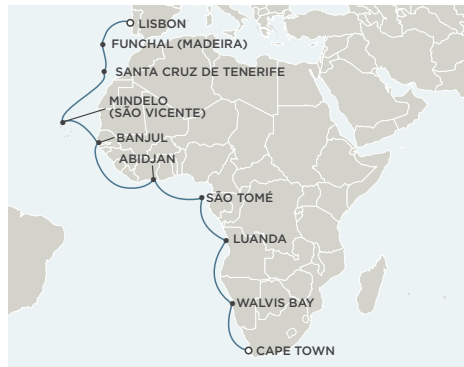 LISBON
FUNCHAL (MADEIRA)
SANTA CRUZ DE TENERIFE
MINDELO
(SÃO VICENTE)
BANJUL
ABIDJAN
SÃO TOMÉ
LUANDA
WALVIS BAY
CAPE TOWN